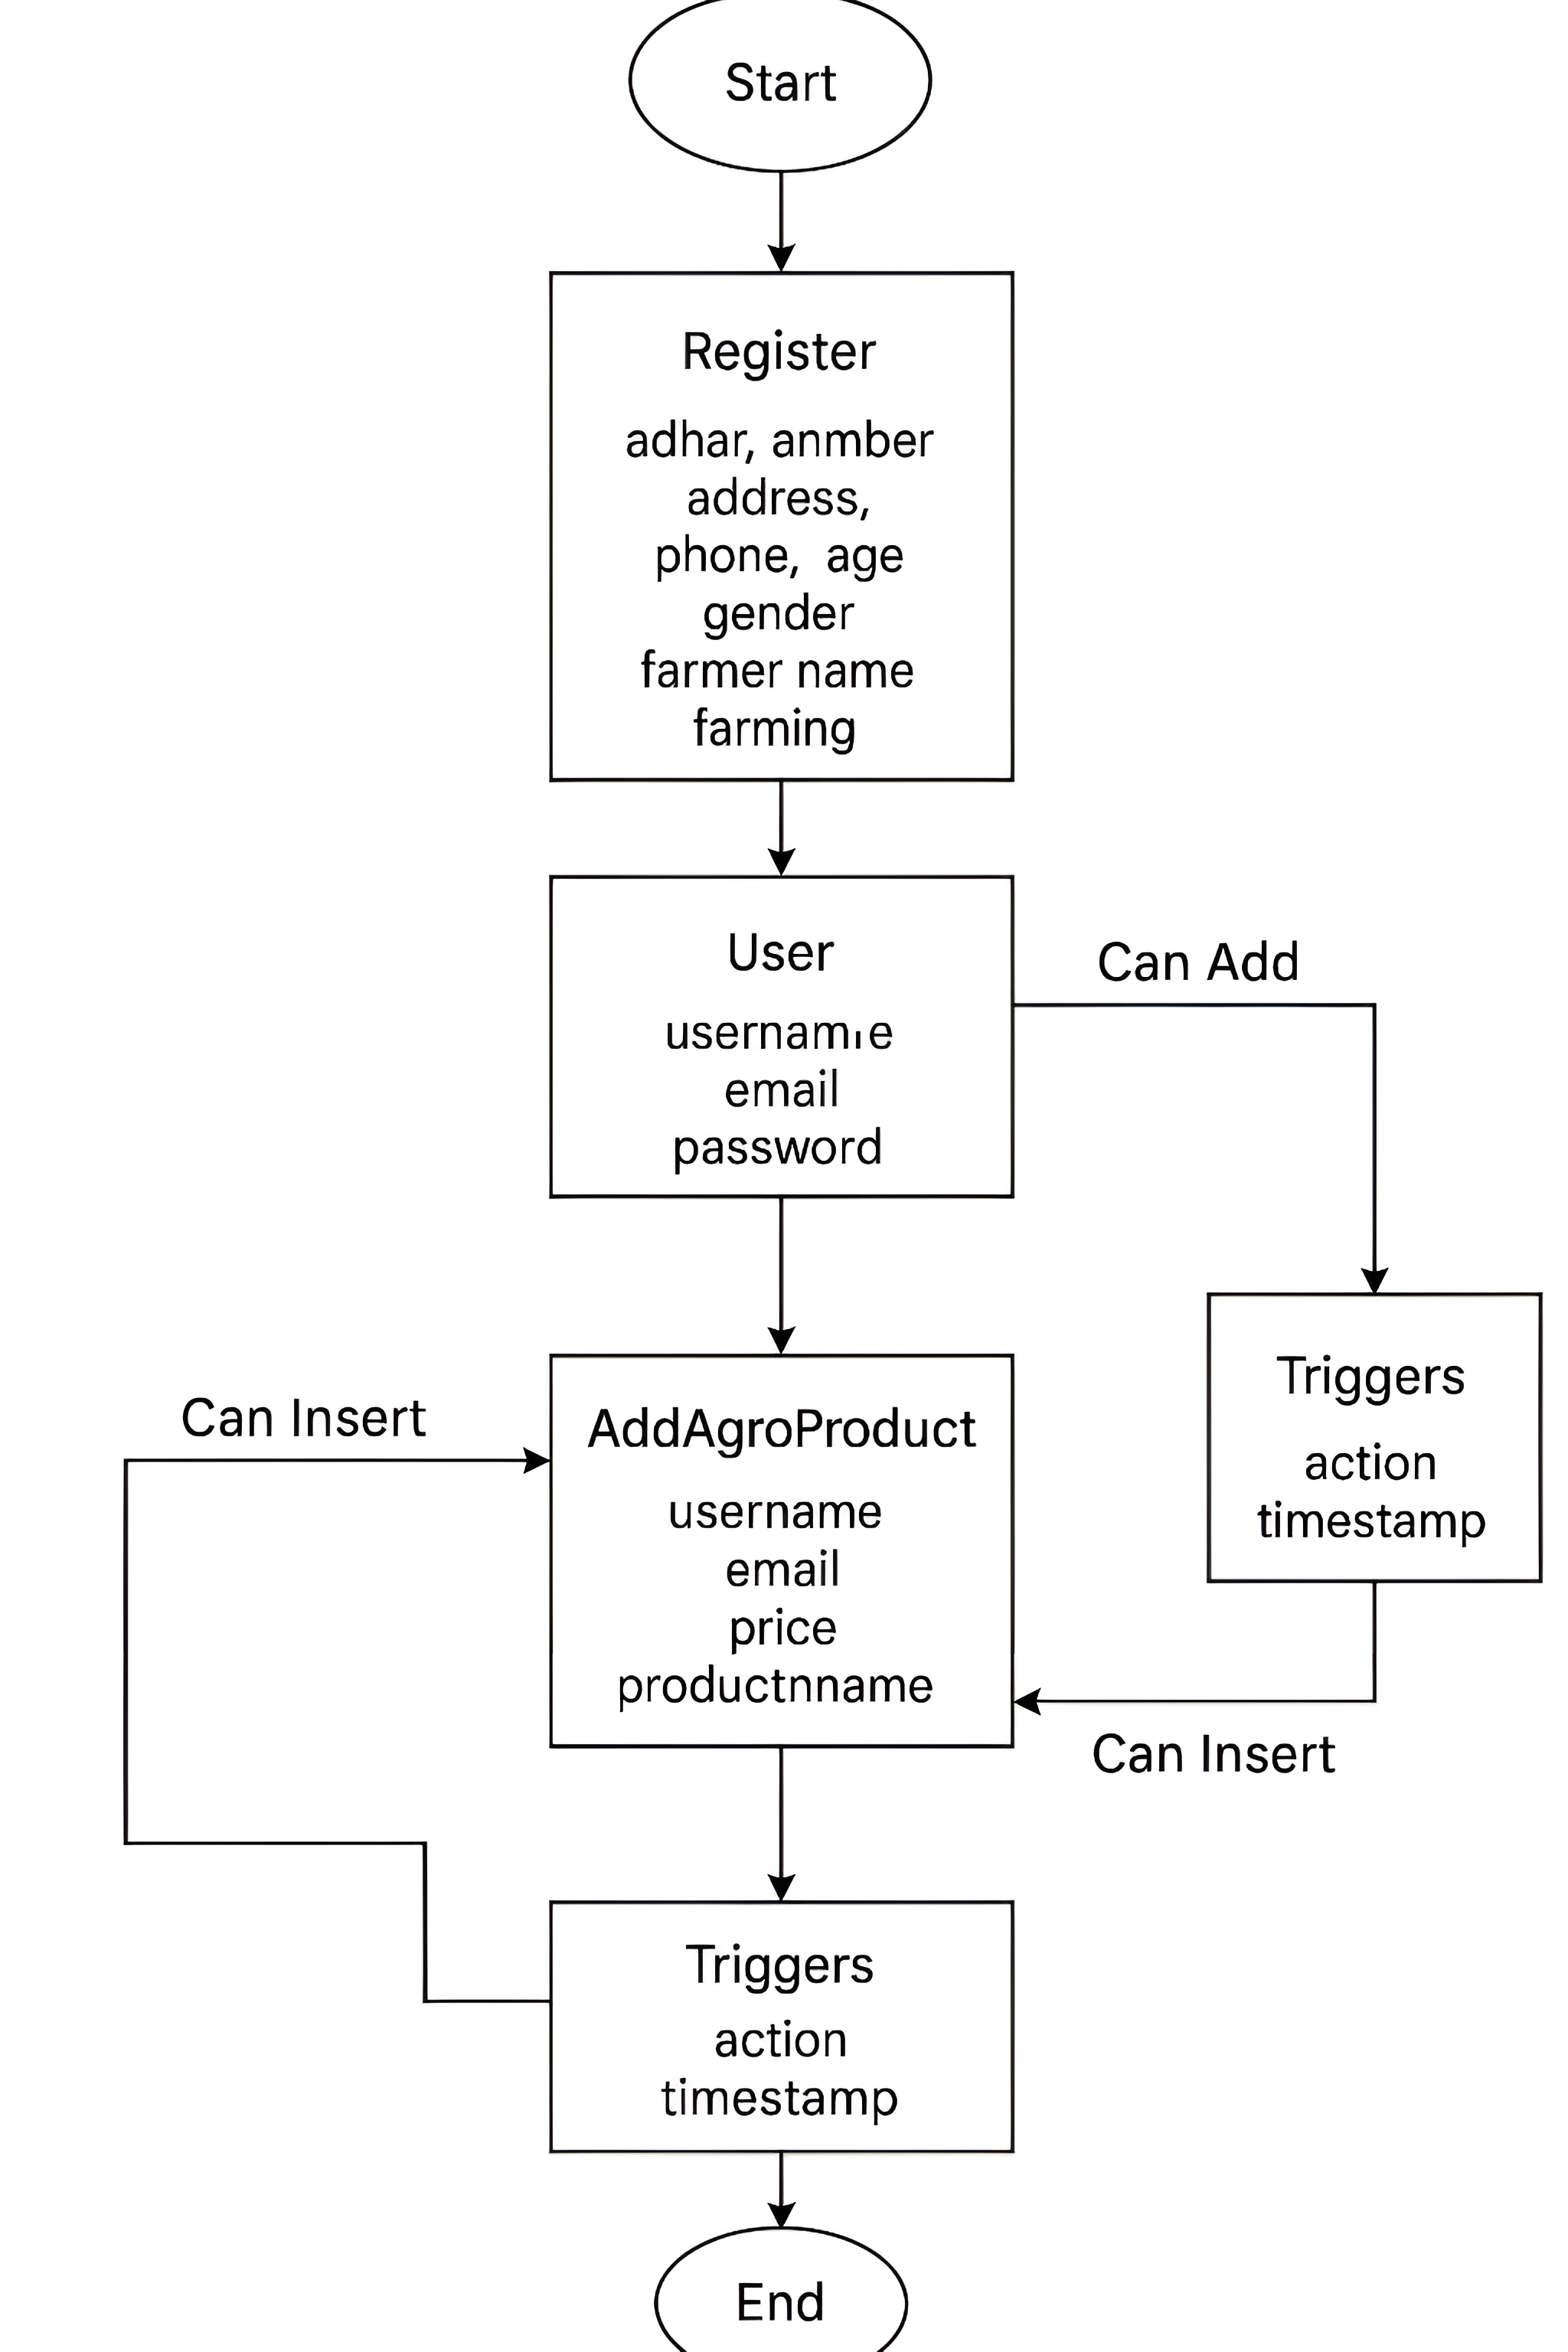 Start
Register
adhar, anmber
address,
phone, age
gender
farmer name
farming
User
username
email
password
Can Add
Triggers
action
timestamp
Can Insert
AddAgroProduct
username
email
price
productnname
Can Insert
Triggers
action
timestamp
End